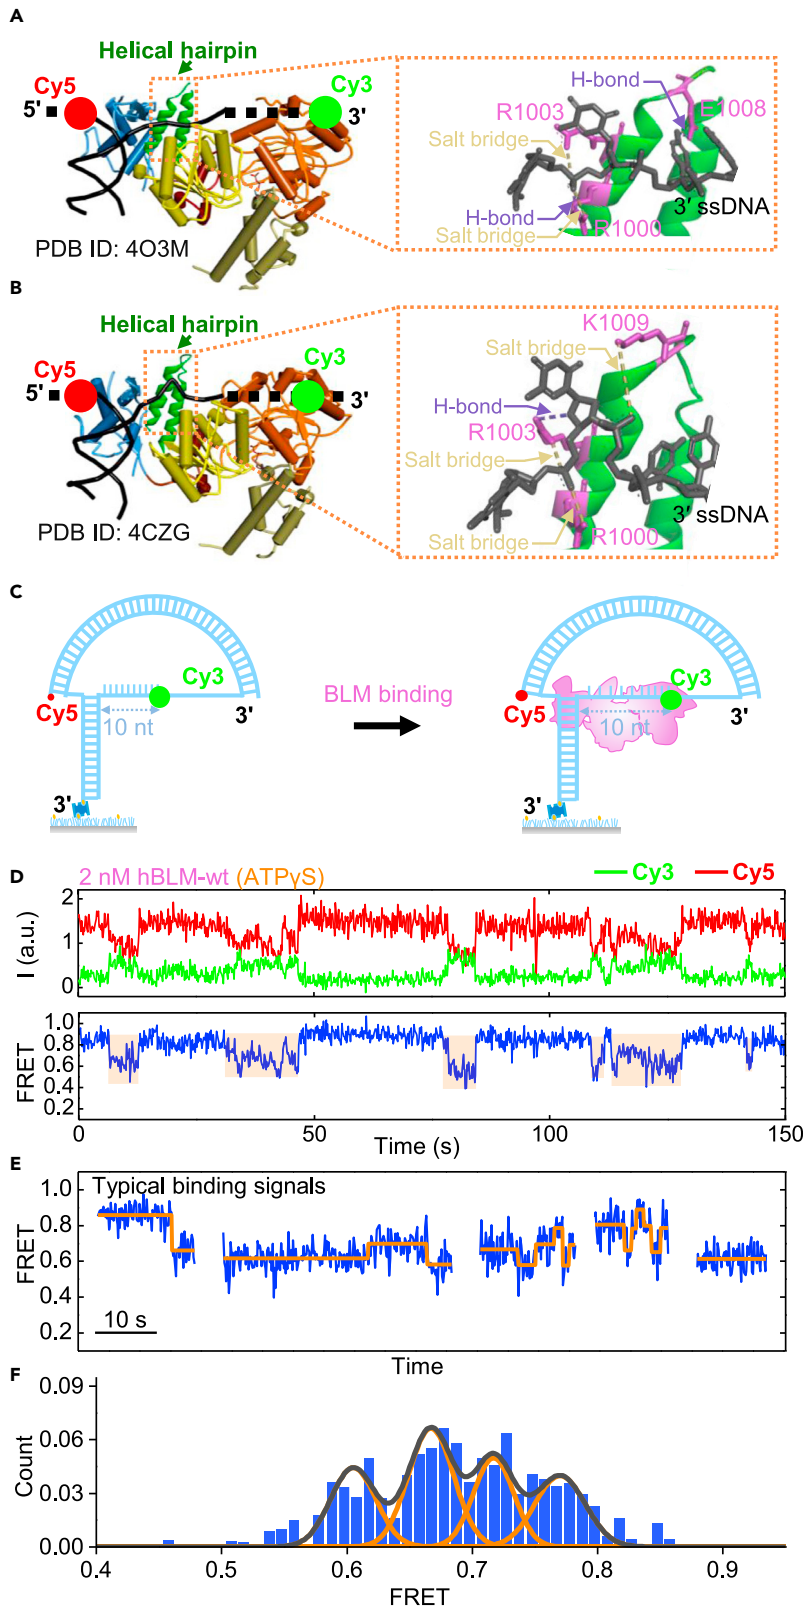 A
Helical hairpin
Cy5
Cy3
5'
3'
PDB ID: 4O3M
H-bond
R1003
E1008
Salt bridge
3′ ssDNA
H-bond
Salt bridge
R1000
B
Helical hairpin
Cy5
Cy3
5'
3'
PDB ID: 4CZG
K1009
Salt bridge
H-bond
R1003
Salt bridge
3′ ssDNA
Salt bridge
R1000
C
Cy3
Cy5
10 nt
3'
3'
BLM binding
Cy3
Cy5
10 nt
3'
3'
D
2 nM hBLM-wt (ATPγS)
Cy3
Cy5
I (a.u.)
2
1
0
FRET
1.0
0.8
0.6
0.4
0.2
0
50
100
150
Time (s)
E
Typical binding signals
FRET
1.0
0.8
0.6
0.4
0.2
10 s
Time
F
Count
0.09
0.06
0.03
0.00
0.4
0.5
0.6
0.7
0.8
0.9
FRET